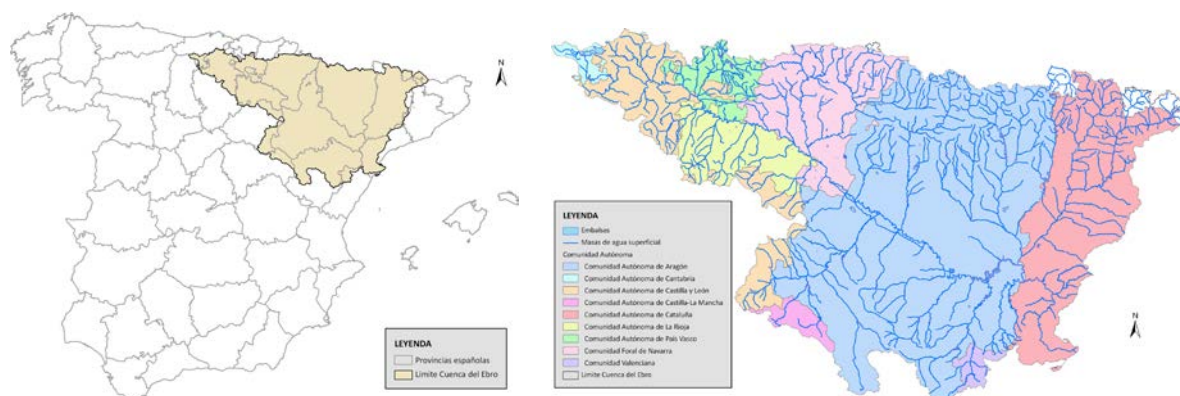 N
LEYENDA
Provincias españolas
Limite Cuenca del Ebro
LEYENDA
Embalses
Masas de agua superficial
Comunidad Autónoma
Comunidad Autónoma de Aragón
Comunidad Autónoma de Cantabria
Comunidad Autónoma de Castilla y León
Comunidad Autónoma de Castilla-La Mancha
Comunidad Autónoma de Cataluña
Comunidad Autónoma de La Rioja
Comunidad Autónoma de País Vasco
Comunidad Foral de Navarra
Comunidad Valenciana
Limite Cuenca del Ebro
N